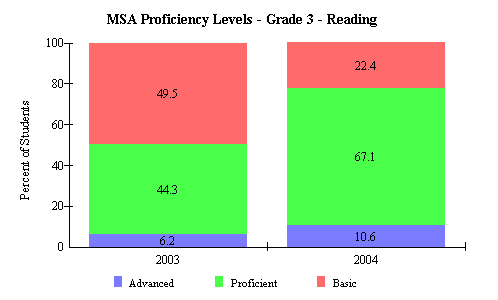 MSA Proficiency Levels - Grade 3 - Reading
Percent of Students
100
80
60
40
20
0
49.5
44.3
6.2
22.4
67.1
10.6
2003
2004
Advanced
Proficient
Basic